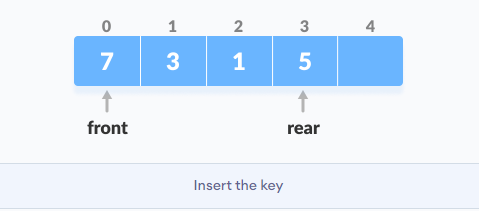 0 1 2 3 4
7 3 1 5
front rear
Insert the key